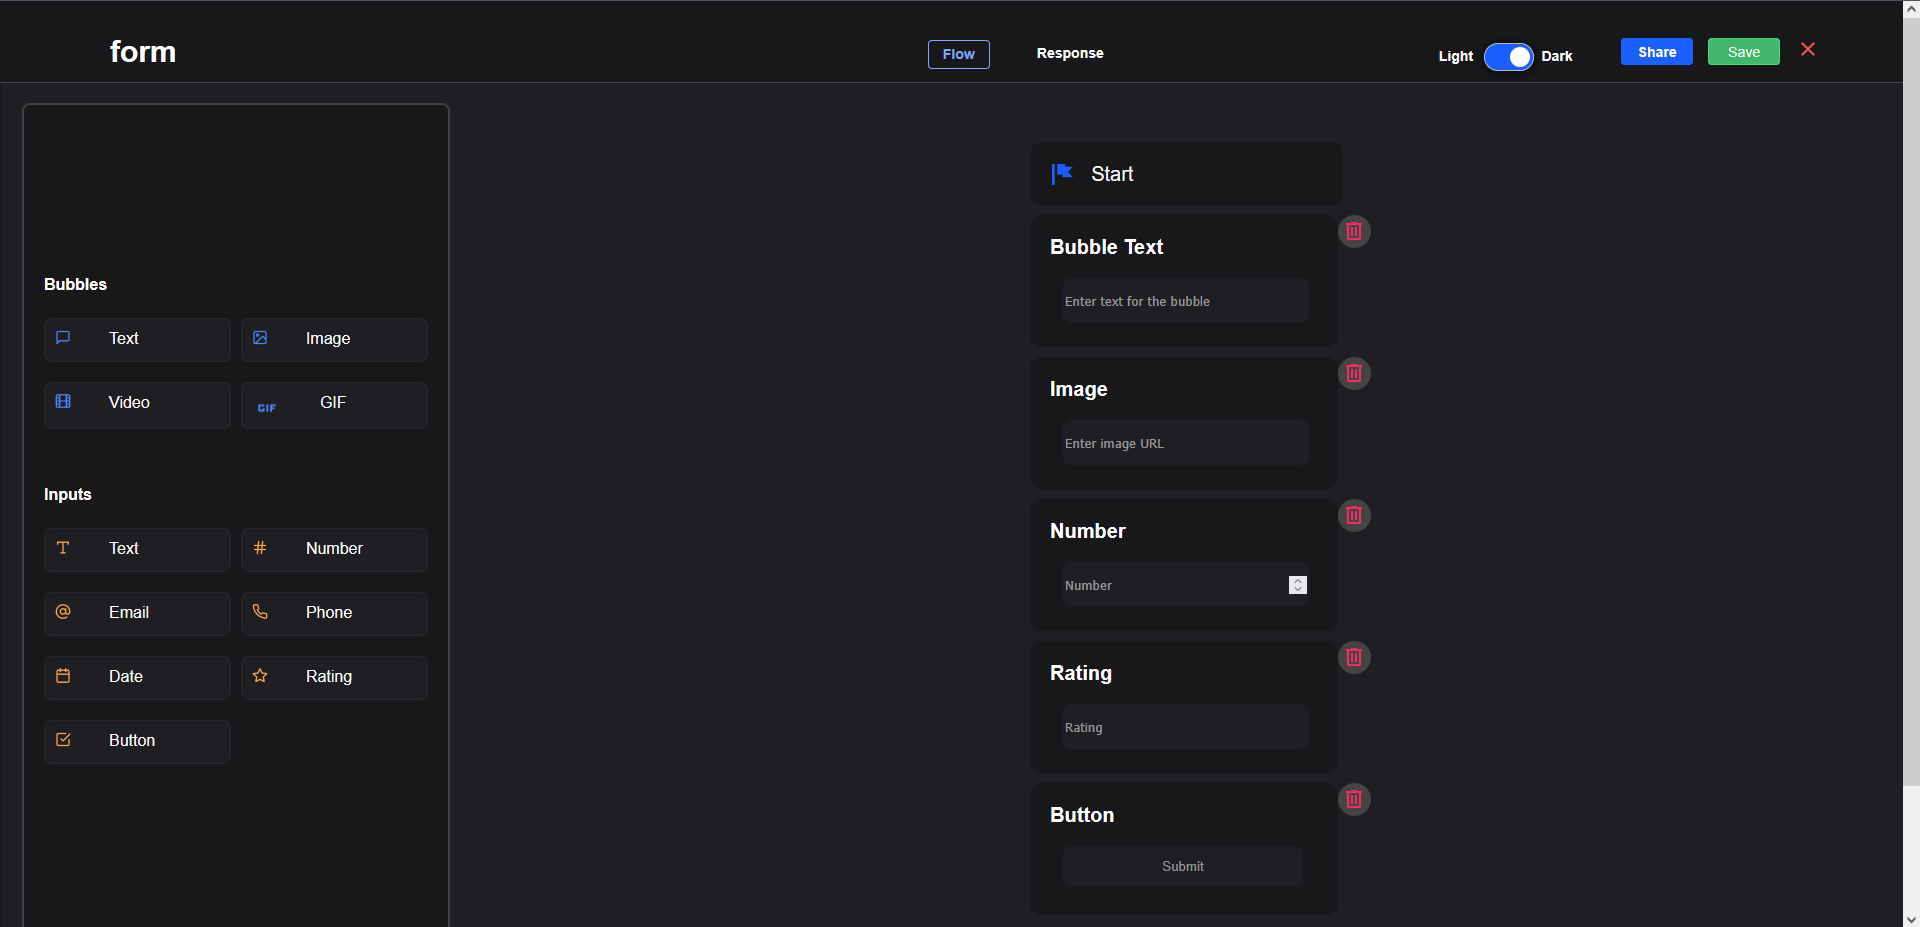 form
Flow
Response
Light
Dark
Share
Save
Bubbles
Text
Image
Video
GIF
GIF
Inputs
Text
Number
Email
Phone
Date
Rating
Button
Start
Bubble Text
Enter text for the bubble
Image
Enter image URL
Number
Number
Rating
Rating
Button
Submit